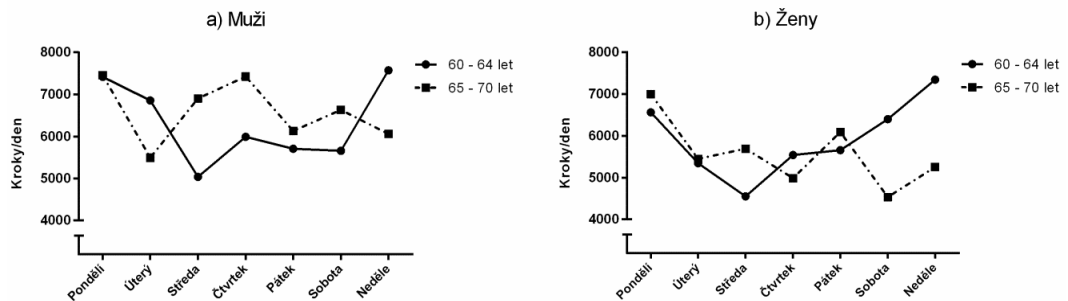 a) Muži
Kroky/den
8000
7000
6000
5000
4000
60 - 64 let
65 - 70 let
Pondělí
Úterý
Středa
Čtvrtek
Pátek
Sobota
Neděle
b) Ženy
Kroky/den
8000
7000
6000
5000
4000
60 - 64 let
65 - 70 let
Pondělí
Úterý
Středa
Čtvrtek
Pátek
Sobota
Neděle